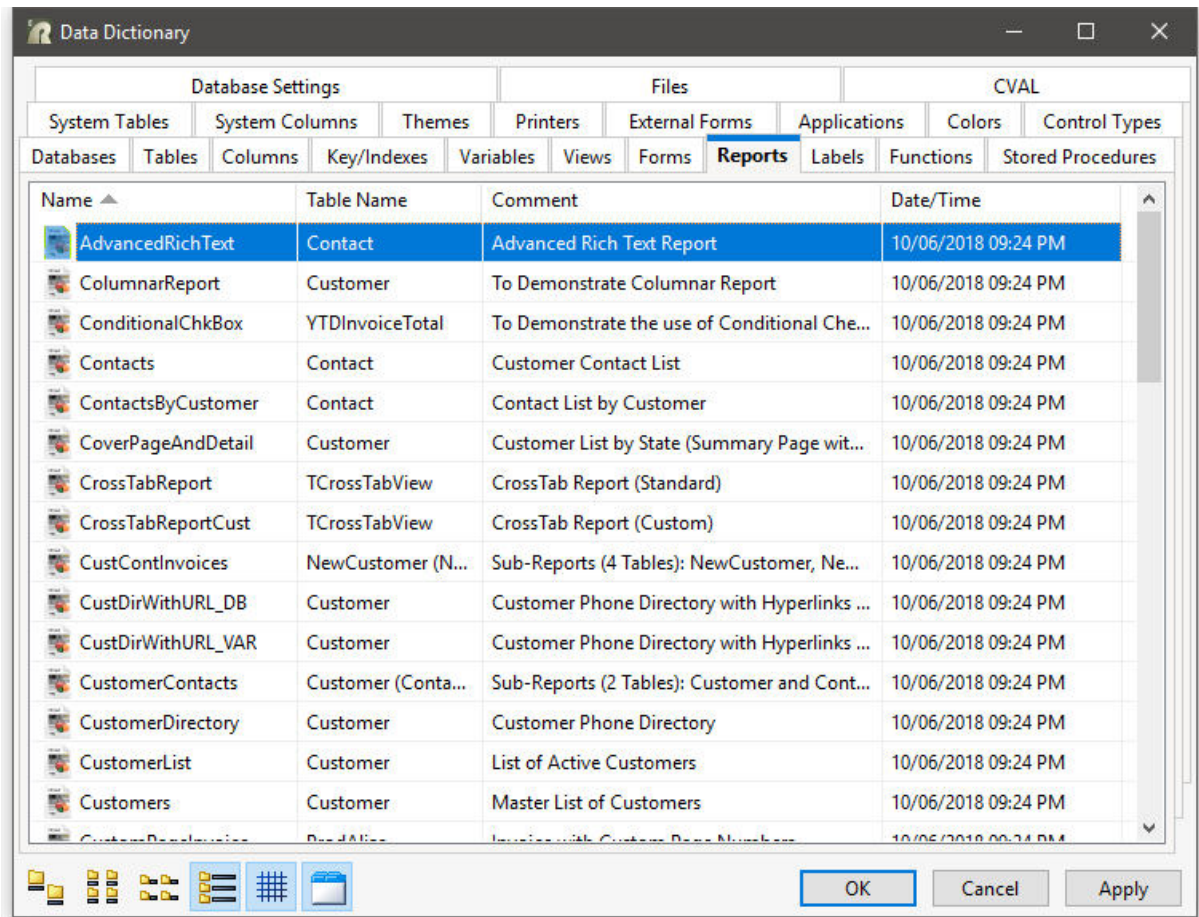 Data Dictionary
Database Settings Files CVAL
System Tables System Columns Themes Printers External Forms Applications Colors Control Types
Databases Tables Columns Key/Indexes Variables Views Forms Reports Labels Functions Stored Procedures
Name Table Name Comment Date/Time
AdvancedRichText Contact Advanced Rich Text Report 10/06/2018 09:24 PM
ColumnarReport Customer To Demonstrate Columnar Report 10/06/2018 09:24 PM
ConditionalChkBox YTDInvoiceTotal To Demonstrate the use of Conditional Che... 10/06/2018 09:24 PM
Contacts Contact Customer Contact List 10/06/2018 09:24 PM
ContactsByCustomer Contact Contact List by Customer 10/06/2018 09:24 PM
CoverPageAndDetail Customer Customer List by State (Summary Page wit... 10/06/2018 09:24 PM
CrossTabReport TCrossTabView CrossTab Report (Standard) 10/06/2018 09:24 PM
CrossTabReportCust TCrossTabView CrossTab Report (Custom) 10/06/2018 09:24 PM
CustContInvoices NewCustomer (N... Sub-Reports (4 Tables): NewCustomer, Ne... 10/06/2018 09:24 PM
CustDirWithURL_DB Customer Customer Phone Directory with Hyperlinks ... 10/06/2018 09:24 PM
CustDirWithURL_VAR Customer Customer Phone Directory with Hyperlinks ... 10/06/2018 09:24 PM
CustomerContacts Customer (Conta... Sub-Reports (2 Tables): Customer and Cont... 10/06/2018 09:24 PM
CustomerDirectory Customer Customer Phone Directory 10/06/2018 09:24 PM
CustomerList Customer List of Active Customers 10/06/2018 09:24 PM
Customers Customer Master List of Customers 10/06/2018 09:24 PM
Invoice with Custom Page Numbers 10/06/2018 09:24 PM
OK Cancel Apply